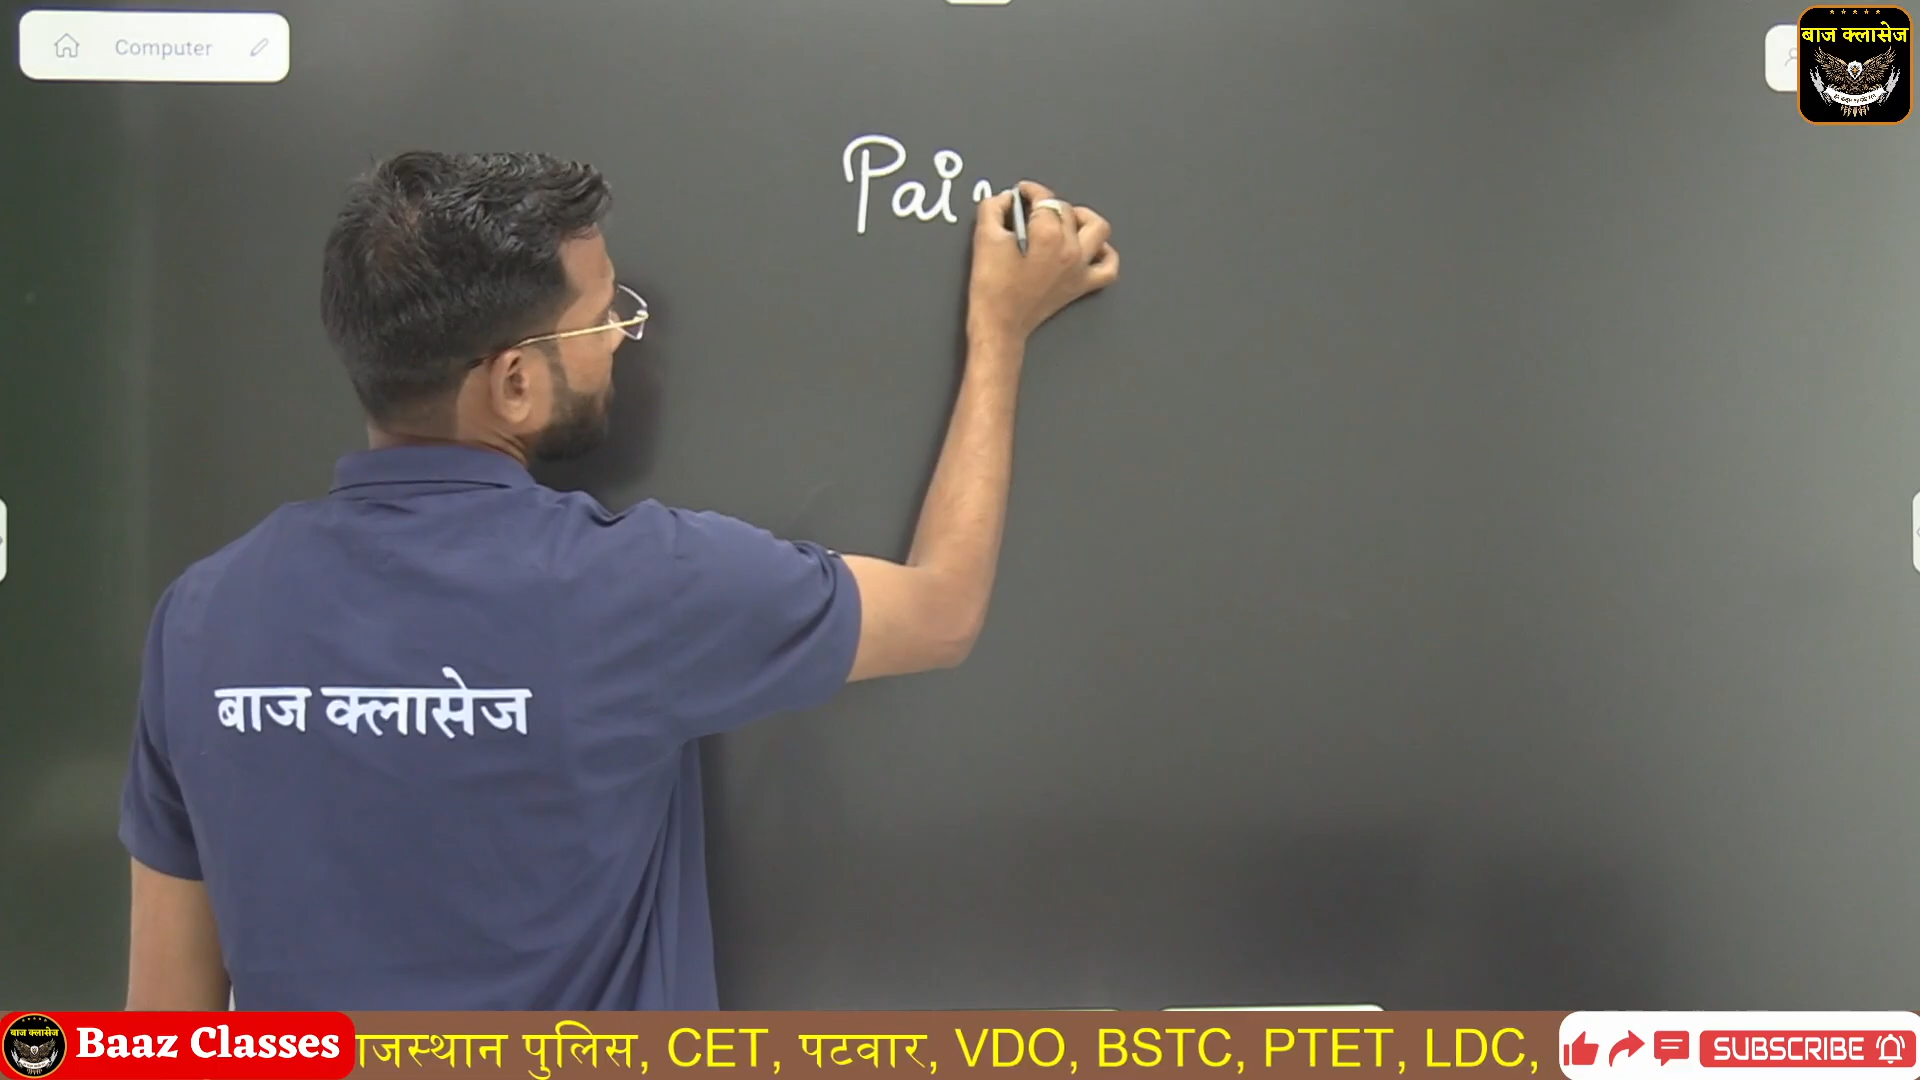 Computer
बाज क्लासेज
Pai
बाज क्लासेज
बाज क्लासेज
Baaz Classes
ाजस्थान पुलिस, CET, पटवार, VDO, BSTC, PTET, LDC,
SUBSCRIBE